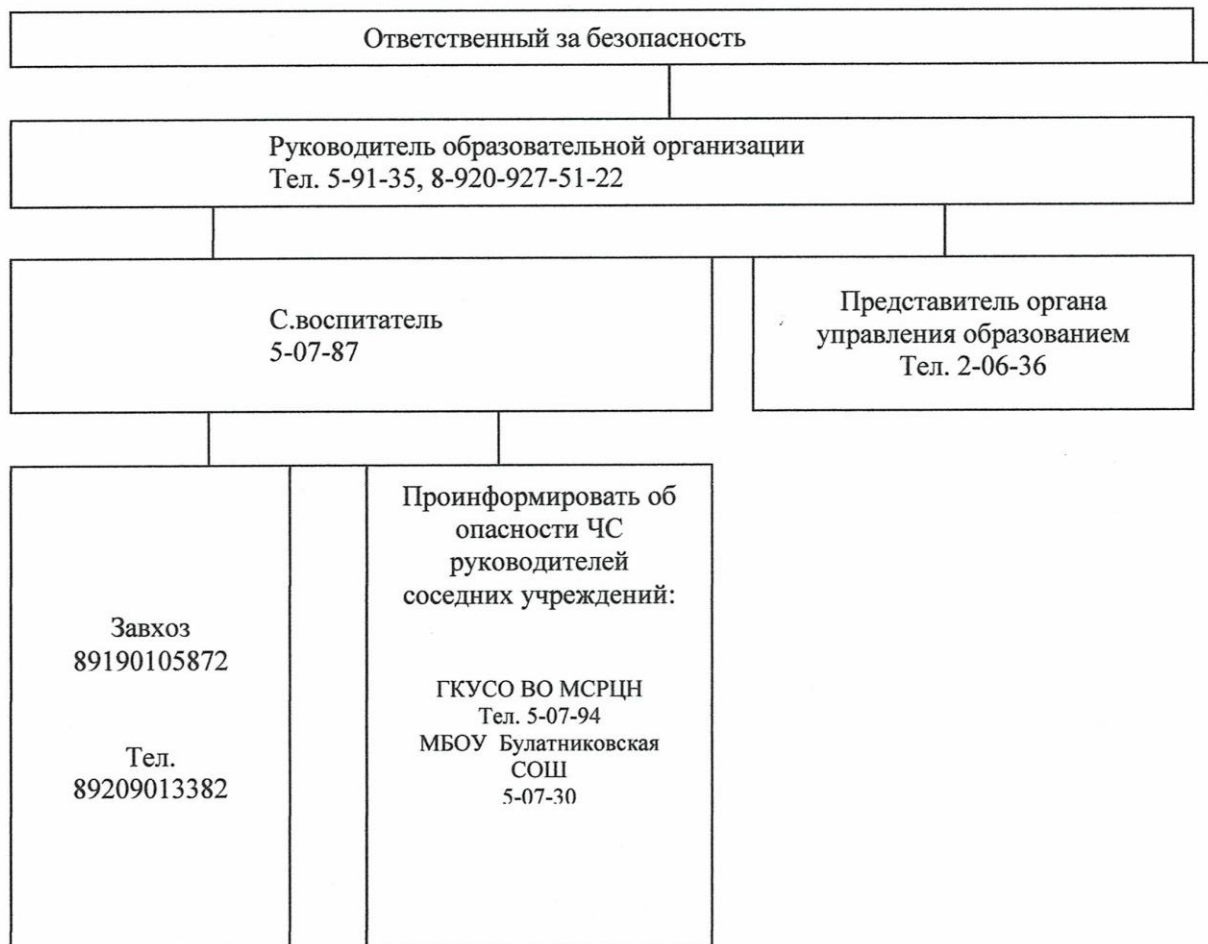 Ответственный за безопасность
Руководитель образовательной организации
Тел. 5-91-35, 8-920-927-51-22
С.воспитатель
5-07-87
Представитель органа
управления образованием
Тел. 2-06-36
Завхоз
89190105872
Тел.
89209013382
Проинформировать об
опасности ЧС
руководителей
соседних учреждений:
ГКУСО ВО МСРЦН
Тел. 5-07-94
МБОУ Булатниковская
СОШ
5-07-30